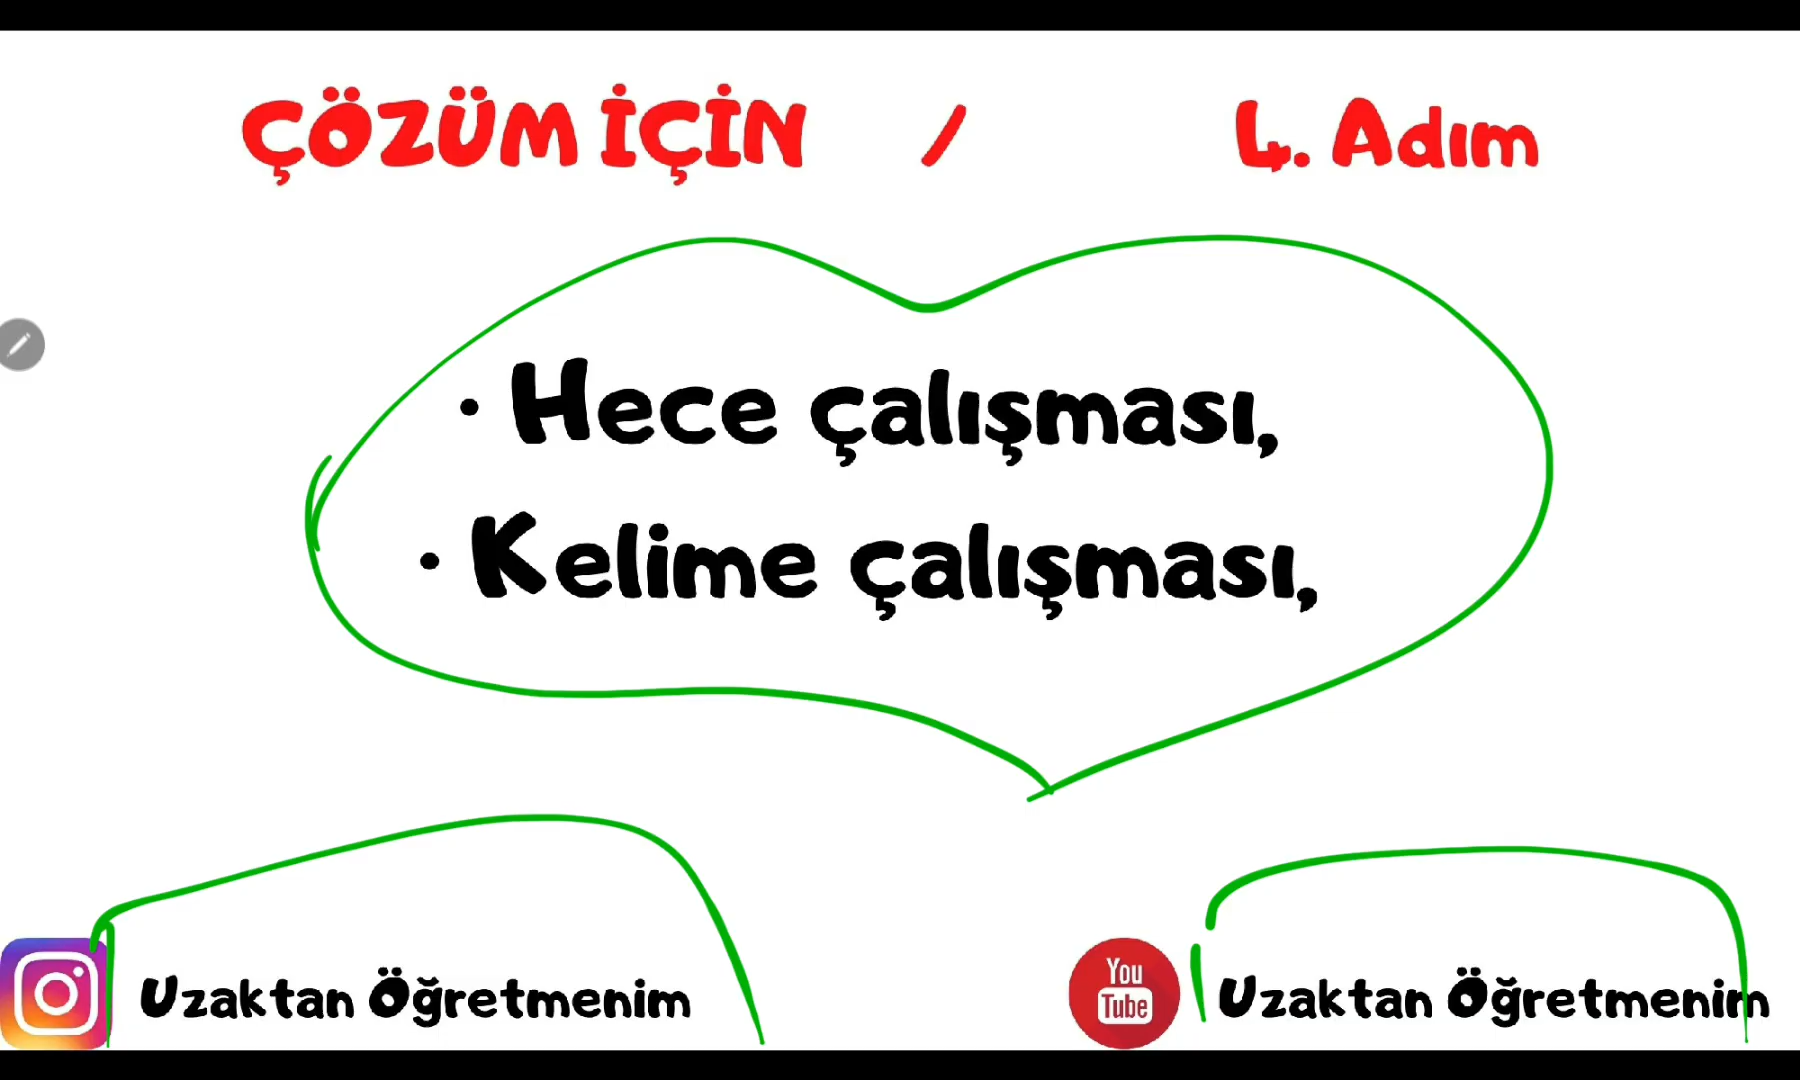 ÇÖZÜM İÇİN / 4. Adım
• Hece çalışması,
• Kelime çalışması,
Uzaktan Öğretmenim
You
Tube
Uzaktan Öğretmenim